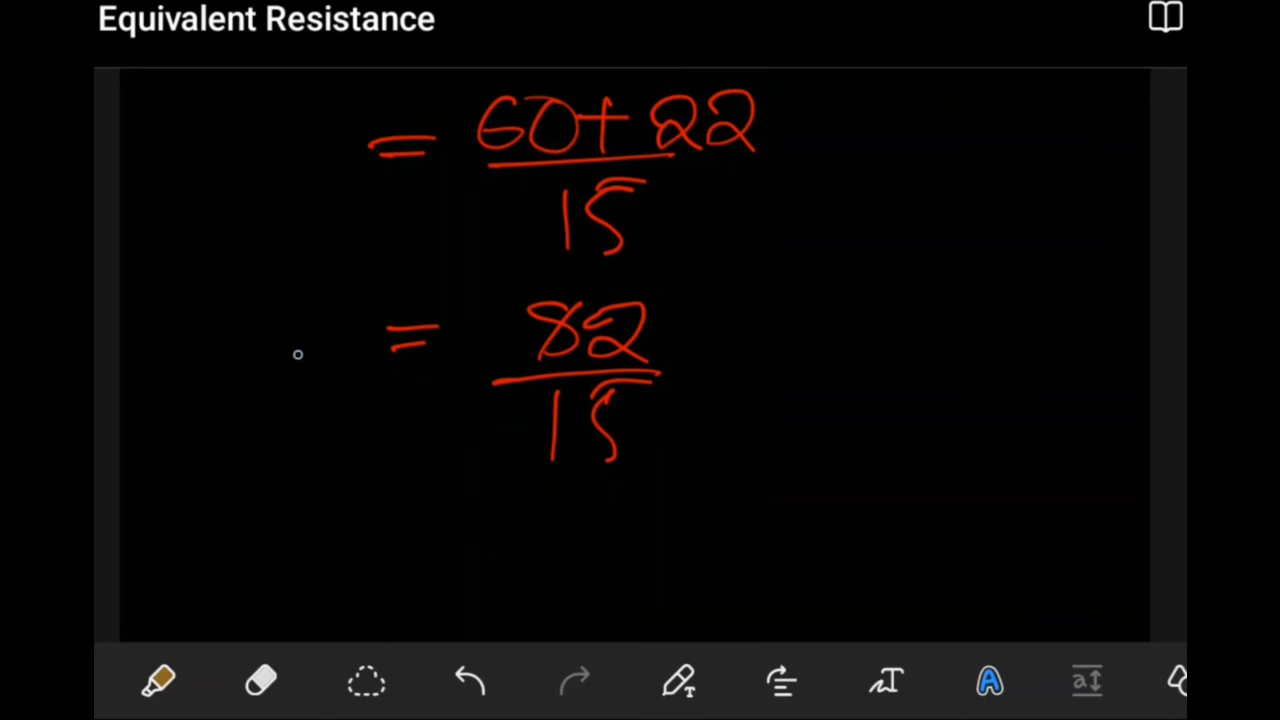 Equivalent Resistance
= 60+22
15
= 82
15
T
T
A
a